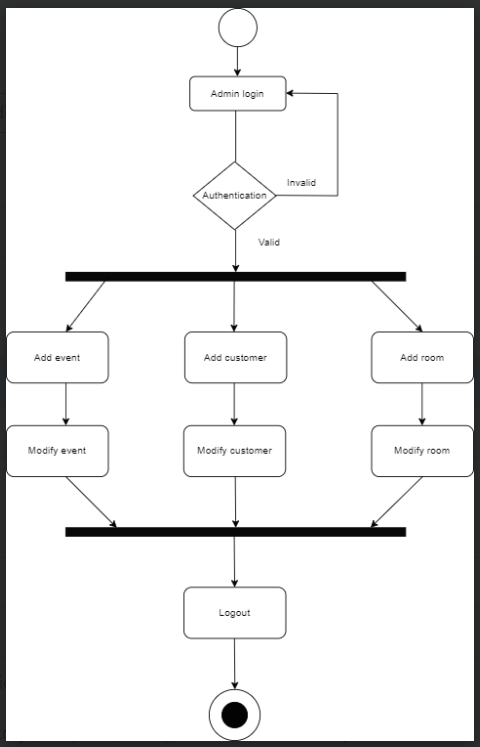 Admin login
Invalid
Authentication
Valid
Add event
Add customer
Add room
Modify event
Modify customer
Modify room
Logout